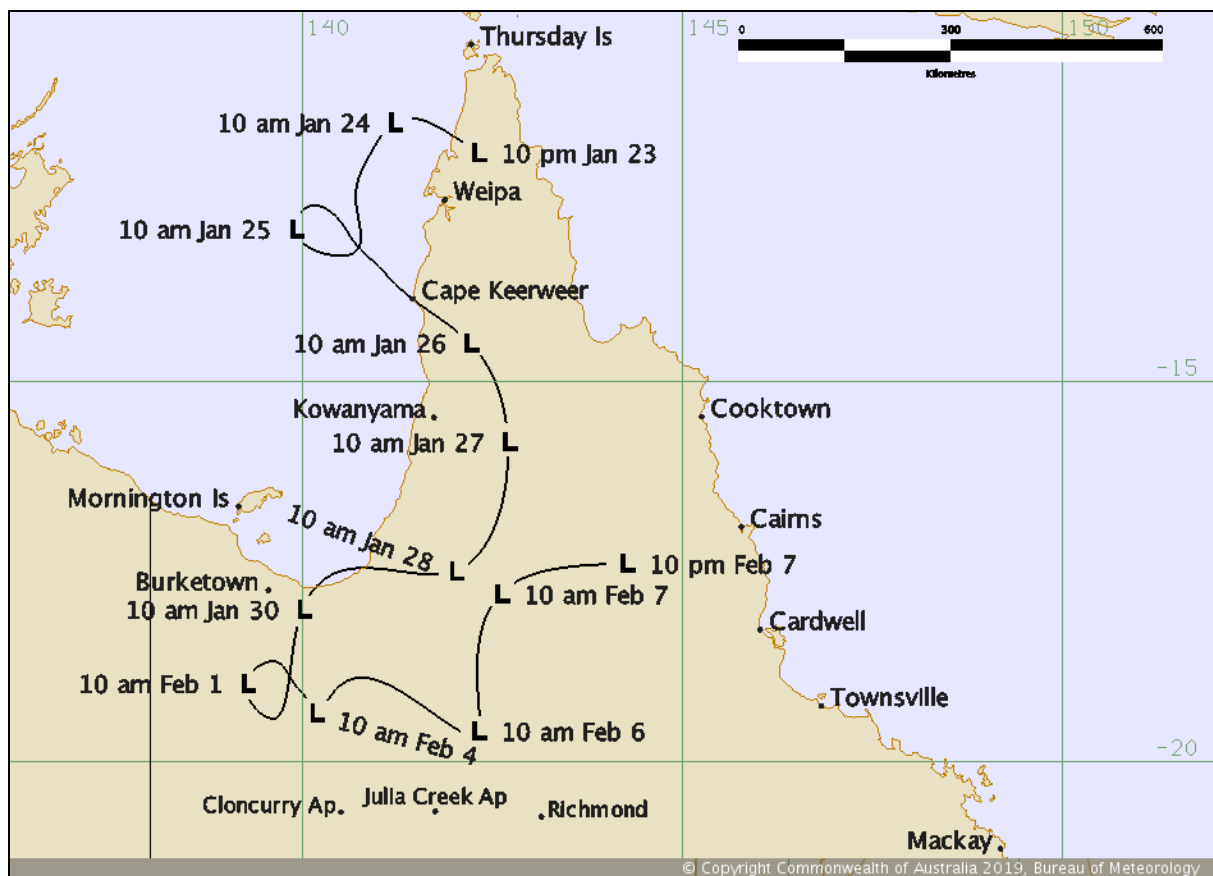 140
145
150
0
300
600
Kilometres
Thursday Is
10 am Jan 24
L
L
10 pm Jan 23
Weipa
10 am Jan 25
L
Cape Keerweer
10 am Jan 26
L
-15
Kowanyama
Cooktown
10 am Jan 27
L
Mornington Is
10 am Jan 28
L
Cairns
L
10 pm Feb 7
Burketown
L
10 am Feb 7
10 am Jan 30
L
Cardwell
10 am Feb 1
L
L
10 am Feb 4
L
10 am Feb 6
Townsville
-20
Cloncurry Ap
Julia Creek Ap
Richmond
Mackay
© Copyright Commonwealth of Australia 2019, Bureau of Meteorology